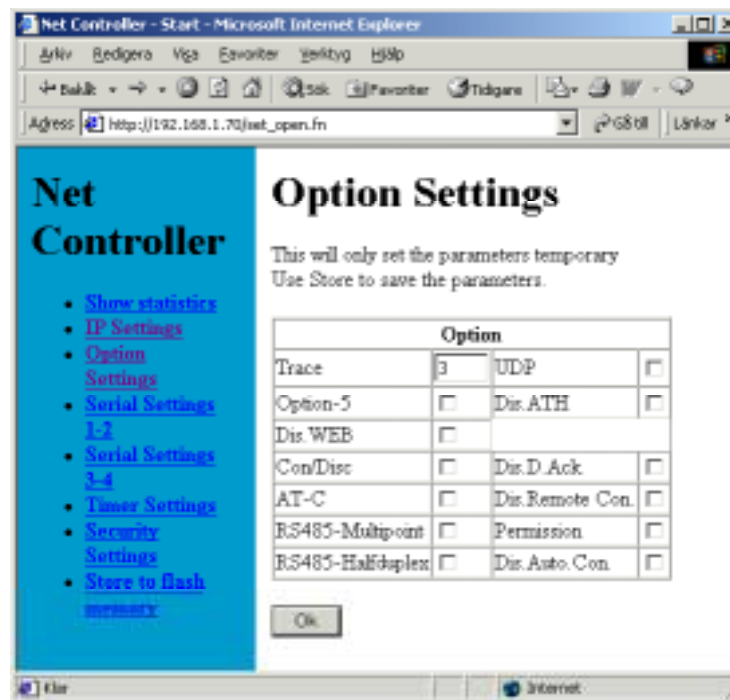 Net Controller - Start - Microsoft Internet Explorer
Arkiv Redigera Visa Favoriter Verktyg Hjälp
Bakåt Sök Favoriter Tidigare
Adress http://192.168.1.70/set_open.fn Gå till Länkar
Net
Controller
Show statistics
IP Settings
Option
Settings
Serial Settings
1-2
Serial Settings
3-4
Timer Settings
Security
Settings
Store to flash
memory
Option Settings
This will only set the parameters temporary
Use Store to save the parameters.
Option
Trace 3 UDP
Option-5 Dis.ATH
Dis.WEB
Con/Disc Dis.D.Ack
AT-C Dis.Remote Con.
RS485-Multipoint Permission
RS485-Halfduplex Dis.Auto.Con
Ok
Klar Internet